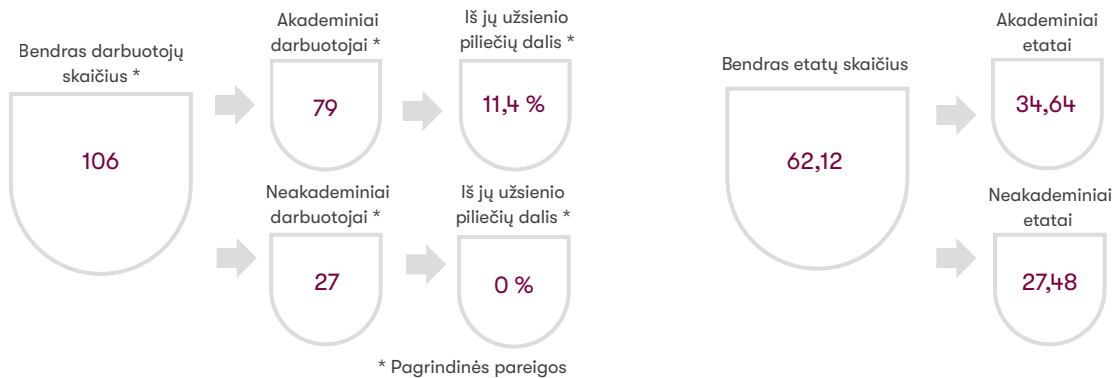 Bendras darbuotojų
skaičius *
106
Akademiniai
darbuotojai *
79
Iš jų užsienio
piliečių dalis *
11,4 %
Neakademiniai
darbuotojai *
27
Iš jų užsienio
piliečių dalis *
0 %
* Pagrindinės pareigos
Bendras etatų skaičius
62,12
Akademiniai
etatai
34,64
Neakademiniai
etatai
27,48